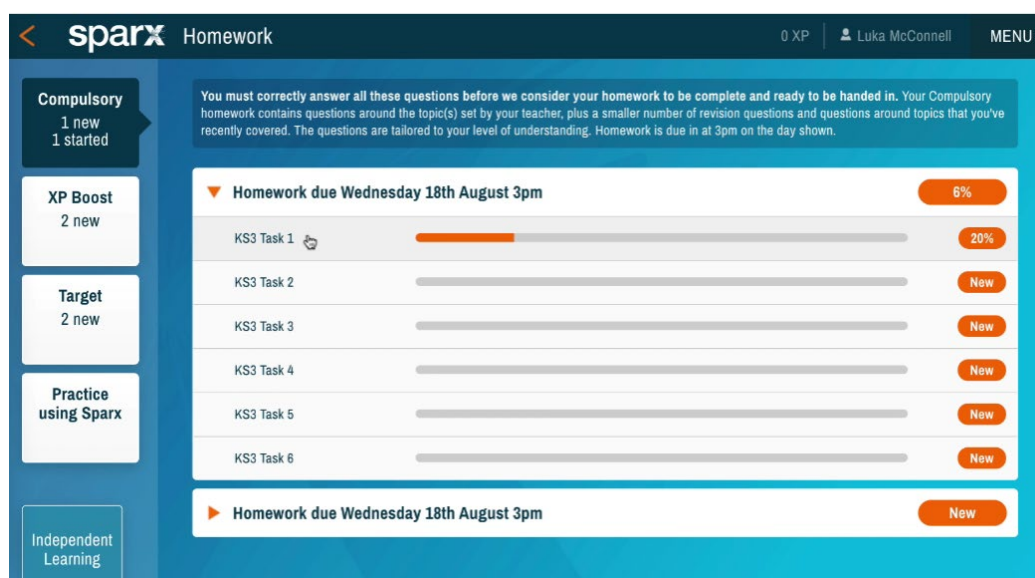 sparx Homework 0 XP Luka McConnell MENU
Compulsory
1 new
1 started
XP Boost
2 new
Target
2 new
Practice
using Sparx
Independent
Learning
You must correctly answer all these questions before we consider your homework to be complete and ready to be handed in. Your Compulsory
homework contains questions around the topic(s) set by your teacher, plus a smaller number of revision questions and questions around topics that you've
recently covered. The questions are tailored to your level of understanding. Homework is due in at 3pm on the day shown.
Homework due Wednesday 18th August 3pm 6%
KS3 Task 1 20%
KS3 Task 2 New
KS3 Task 3 New
KS3 Task 4 New
KS3 Task 5 New
KS3 Task 6 New
Homework due Wednesday 18th August 3pm New